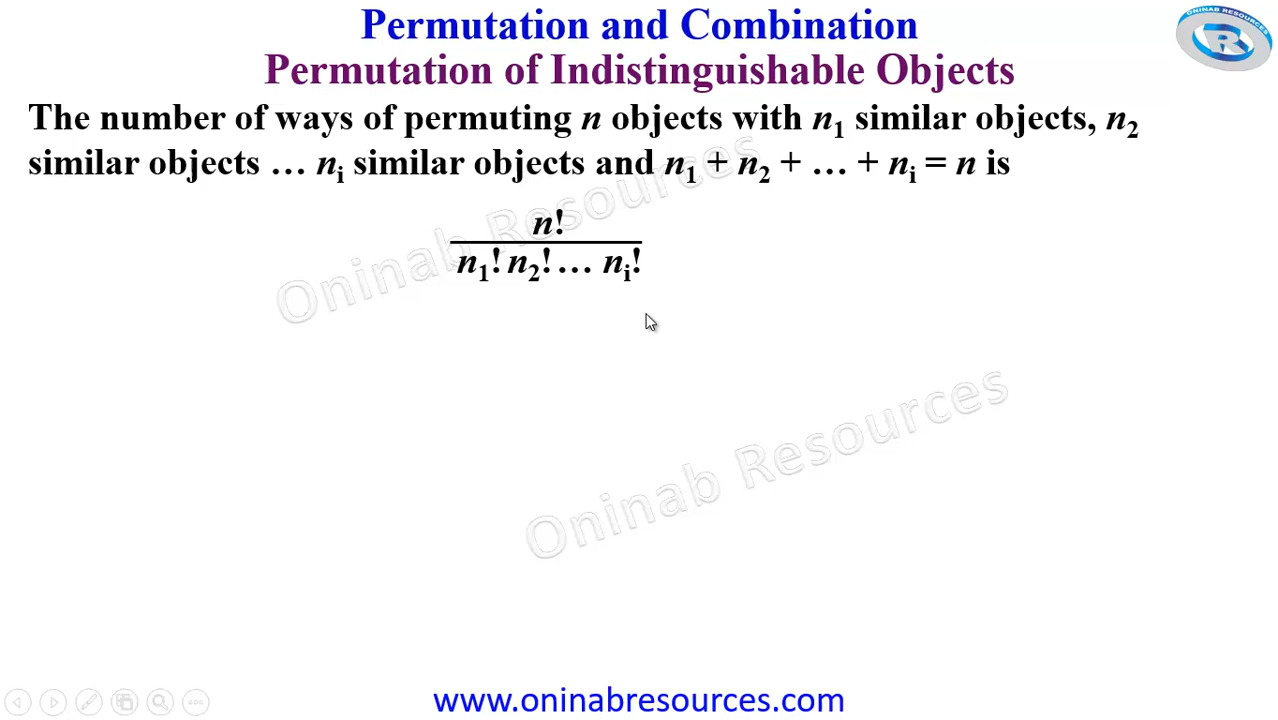 Permutation and Combination
ONINAB RESOURCES
R
Permutation of Indistinguishable Objects
The number of ways of permuting n objects with n₁ similar objects, n₂
similar objects … nᵢ similar objects and n₁ + n₂ + … + nᵢ = n is
n!
n₁! n₂! … nᵢ!
Oninab Resources
Oninab Resources
www.oninabresources.com